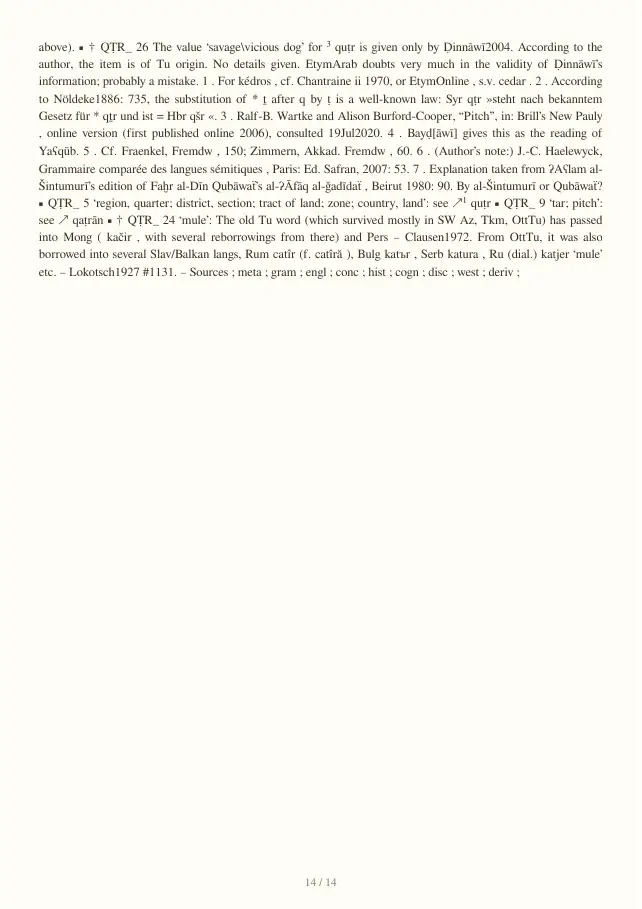 above). ▪ † QṬR_ 26 The value ‘savage\vicious dog’ for ³ quṭr is given only by Ḍinnāwī2004. According to the
author, the item is of Tu origin. No details given. EtymArab doubts very much in the validity of Ḍinnāwī’s
information; probably a mistake. 1 . For kédros , cf. Chantraine ii 1970, or EtymOnline , s.v. cedar . 2 . According
to Nöldeke1886: 735, the substitution of * ṯ after q by ṭ is a well-known law: Syr qtr »steht nach bekanntem
Gesetz für * qṯr und ist = Hbr qšr «. 3 . Ralf-B. Wartke and Alison Burford-Cooper, “Pitch”, in: Brill’s New Pauly
, online version (first published online 2006), consulted 19Jul2020. 4 . Bayḍ[āwī] gives this as the reading of
Yaʕqūb. 5 . Cf. Fraenkel, Fremdw , 150; Zimmern, Akkad. Fremdw , 60. 6 . (Author’s note:) J.-C. Haelewyck,
Grammaire comparée des langues sémitiques , Paris: Ed. Safran, 2007: 53. 7 . Explanation taken from ʔAʕlam al-
Šintumurī’s edition of Faḫr al-Dīn Qubāwaẗ’s al-ʔĀfāq al-ǧadīdaẗ , Beirut 1980: 90. By al-Šintumurī or Qubāwaẗ?
▪ QṬR_ 5 ‘region, quarter; district, section; tract of land; zone; country, land’: see ↗¹ quṭr ▪ QṬR_ 9 ‘tar; pitch’:
see ↗ qaṭrān ▪ † QṬR_ 24 ‘mule’: The old Tu word (which survived mostly in SW Az, Tkm, OttTu) has passed
into Mong ( kačir , with several reborrowings from there) and Pers – Clausen1972. From OttTu, it was also
borrowed into several Slav/Balkan langs, Rum catîr (f. catîră ), Bulg katъr , Serb katura , Ru (dial.) katjer ‘mule’
etc. – Lokotsch1927 #1131. – Sources ; meta ; gram ; engl ; conc ; hist ; cogn ; disc ; west ; deriv ;
14 / 14